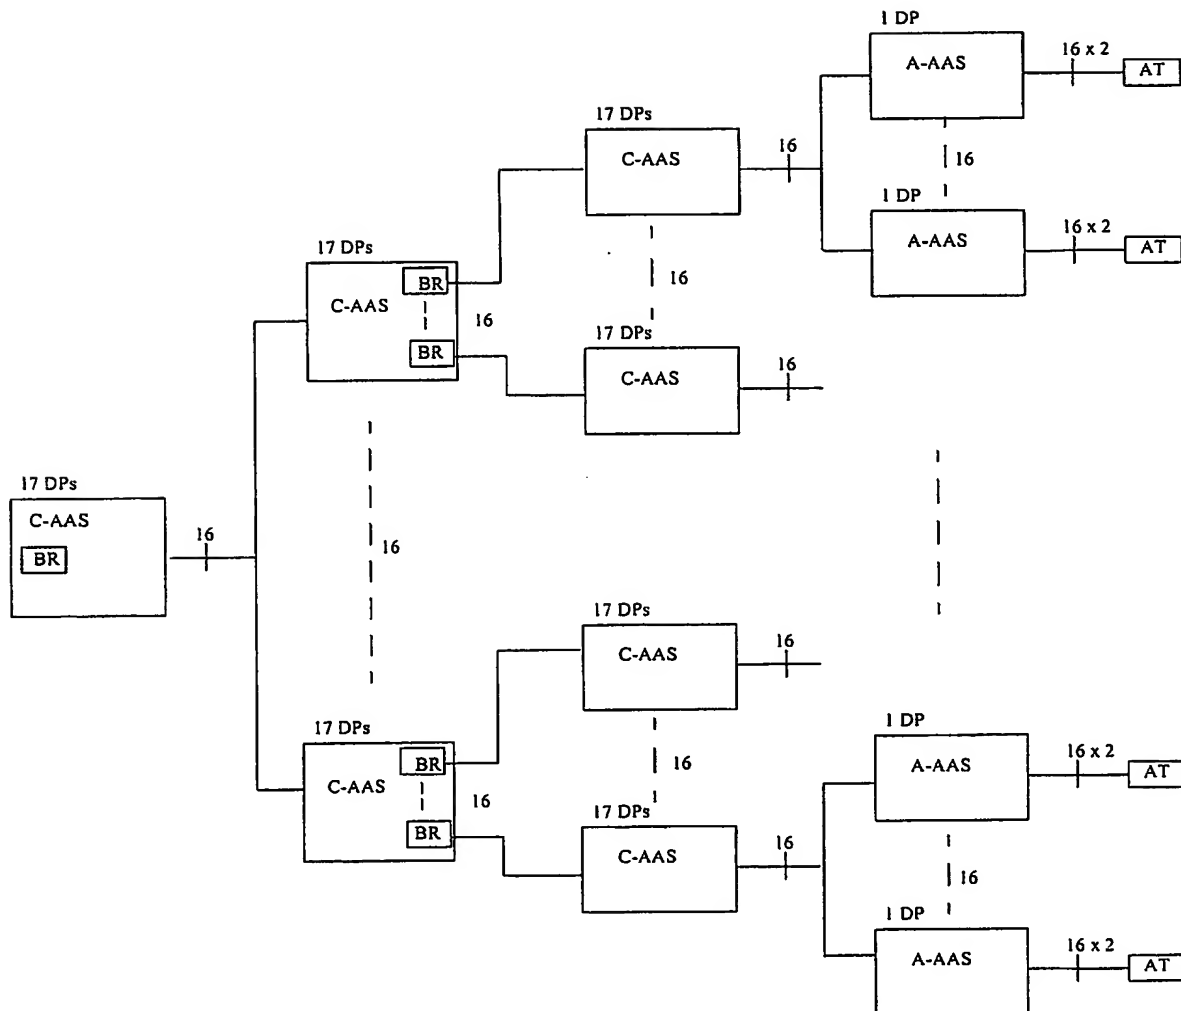 1 DP
A-AAS
16 x 2
AT
17 DPs
C-AAS
16
16
1 DP
A-AAS
16 x 2
AT
17 DPs
C-AAS
BR
BR
16
16
17 DPs
C-AAS
16
17 DPs
C-AAS
BR
16
16
17 DPs
C-AAS
16
17 DPs
C-AAS
BR
BR
16
16
17 DPs
C-AAS
16
1 DP
A-AAS
16 x 2
AT
16
1 DP
A-AAS
16 x 2
AT